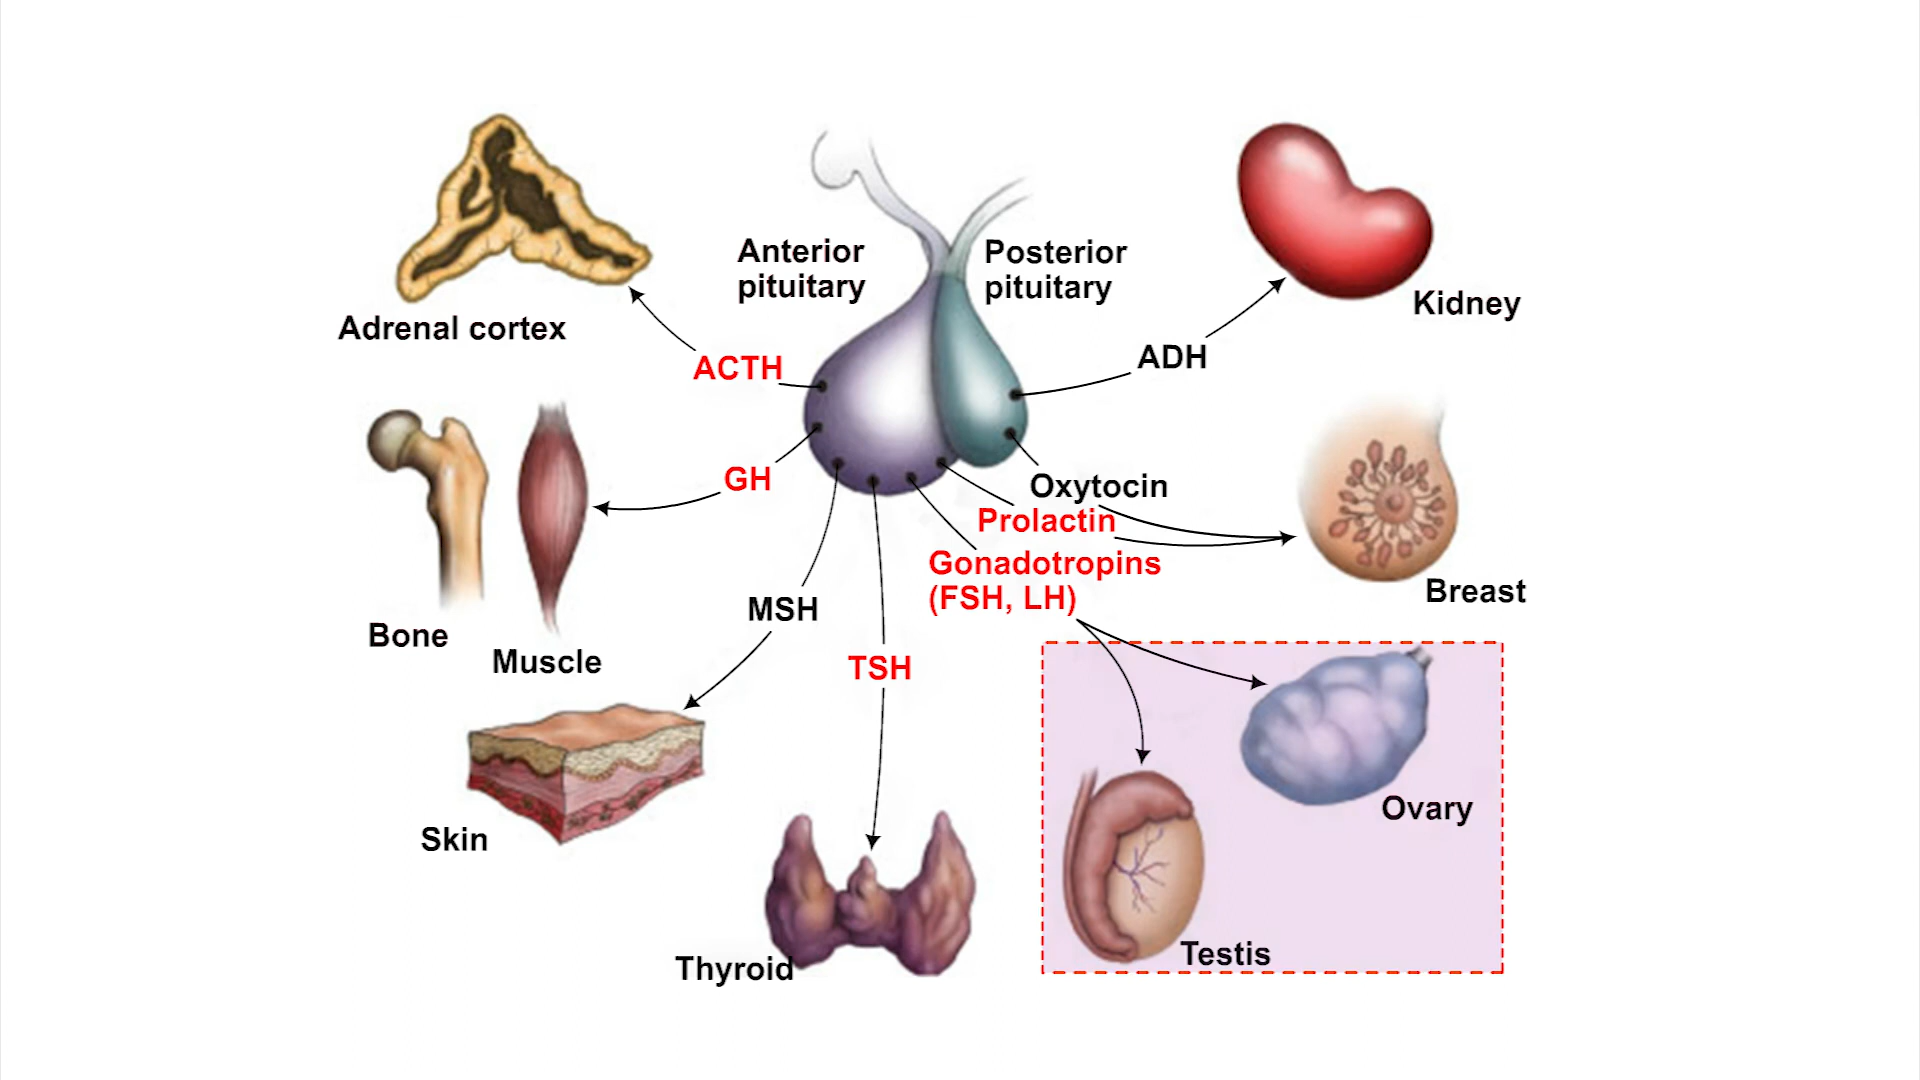 Anterior
pituitary
Posterior
pituitary
Kidney
Adrenal cortex
ACTH
ADH
GH
Oxytocin
Prolactin
Gonadotropins
(FSH, LH)
Breast
MSH
Bone
Muscle
TSH
Ovary
Skin
Testis
Thyroid